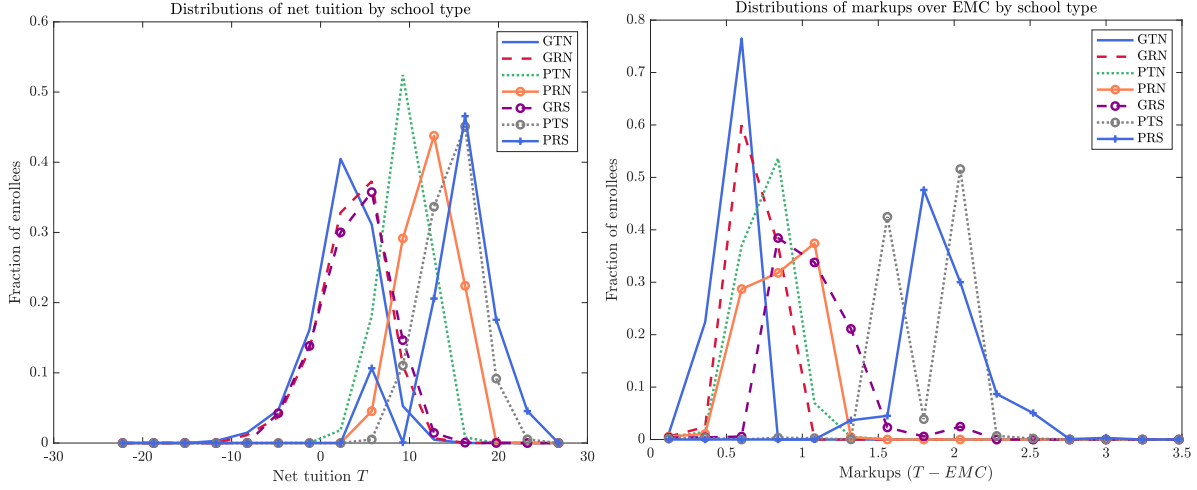 Distributions of net tuition by school type
0.6
0.5
0.4
0.3
0.2
0.1
0
Fraction of enrollees
-30
-20
-10
0
10
20
30
Net tuition T
GTN
GRN
PTN
PRN
GRS
PTS
PRS
Distributions of markups over EMC by school type
0.8
0.7
0.6
0.5
0.4
0.3
0.2
0.1
0
Fraction of enrollees
0
0.5
1
1.5
2
2.5
3
3.5
Markups (T − EMC)
GTN
GRN
PTN
PRN
GRS
PTS
PRS